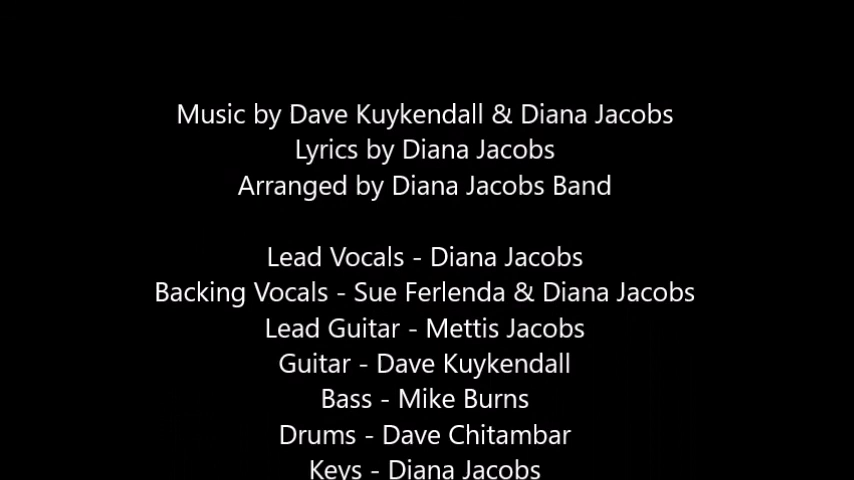 Music by Dave Kuykendall & Diana Jacobs
Lyrics by Diana Jacobs
Arranged by Diana Jacobs Band
Lead Vocals - Diana Jacobs
Backing Vocals - Sue Ferlenda & Diana Jacobs
Lead Guitar - Mettis Jacobs
Guitar - Dave Kuykendall
Bass - Mike Burns
Drums - Dave Chitambar
Keys - Diana Jacobs